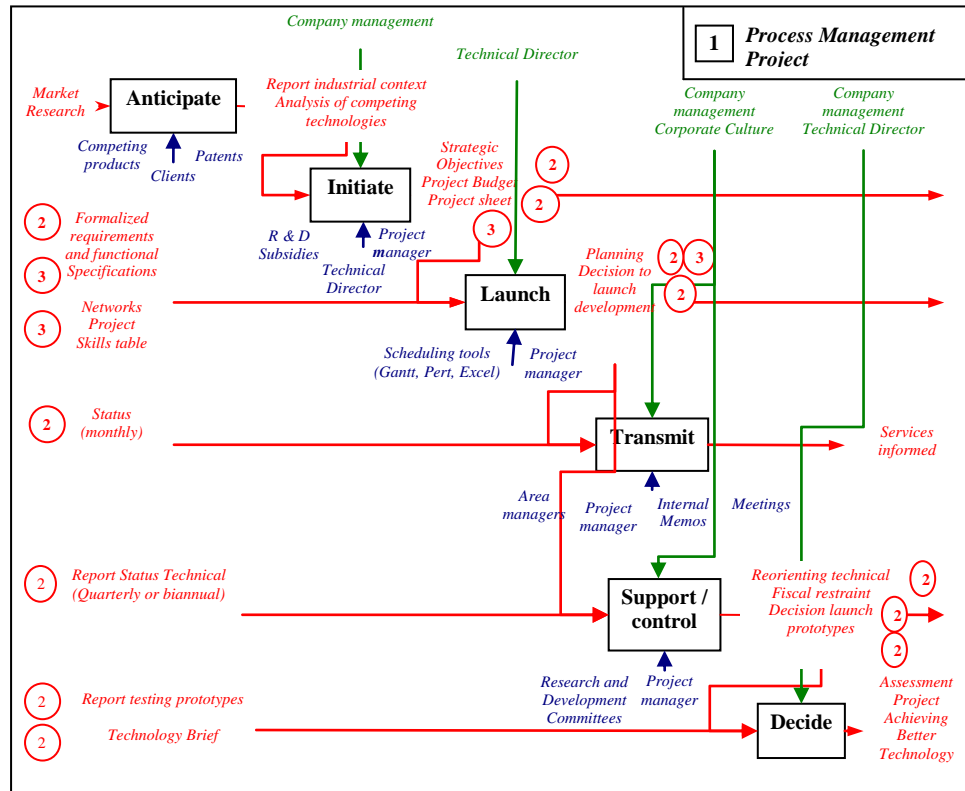 Company management
1
Process Management
Project
Technical Director
Market
Research
Anticipate
Report industrial context
Analysis of competing
technologies
Company
management
Corporate Culture
Company
management
Technical Director
Competing
products
Patents
Clients
Initiate
Strategic
Objectives
Project Budget
Project sheet
2
2
3
2
Formalized
requirements
and functional
Specifications
3
R & D
Subsidies
Project
manager
Technical
Director
Launch
Planning
Decision to
launch
development
2
3
2
3
Networks
Project
Skills table
Scheduling tools
(Gantt, Pert, Excel)
Project
manager
2
Status
(monthly)
Transmit
Services
informed
Area
managers
Project
manager
Internal
Memos
Meetings
2
Report Status Technical
(Quarterly or biannual)
Support /
control
Reorienting technical
Fiscal restraint
Decision launch
prototypes
2
2
2
Research and
Development
Committees
Project
manager
2
Report testing prototypes
2
Technology Brief
Decide
Assessment
Project
Achieving
Better
Technology